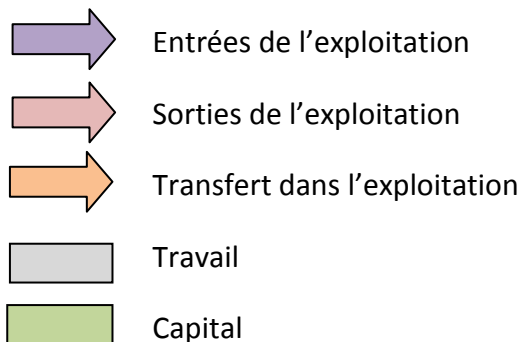 Entrées de l’exploitation
Sorties de l’exploitation
Transfert dans l’exploitation
Travail
Capital